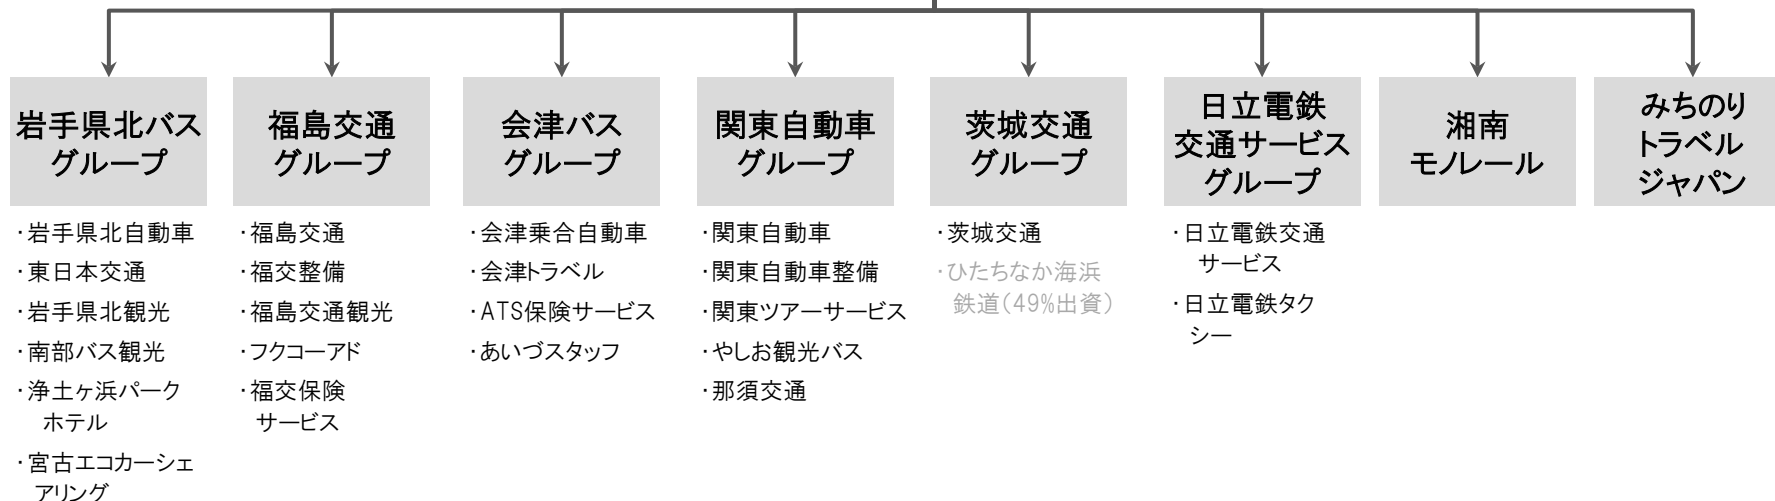 岩手県北バス
グループ
福島交通
グループ
会津バス
グループ
関東自動車
グループ
茨城交通
グループ
日立電鉄
交通サービス
グループ
湘南
モノレール
みちのり
トラベル
ジャパン
・岩手県北自動車
・東日本交通
・岩手県北観光
・南部バス観光
・浄土ヶ浜パーク
ホテル
・宮古エコカーシェ
アリング
・福島交通
・福交整備
・福島交通観光
・フクコーアド
・福交保険
サービス
・会津乗合自動車
・会津トラベル
・ATS保険サービス
・あいづスタッフ
・関東自動車
・関東自動車整備
・関東ツアーサービス
・やしお観光バス
・那須交通
・茨城交通
・ひたちなか海浜
鉄道（49%出資）
・日立電鉄交通
サービス
・日立電鉄タク
シー